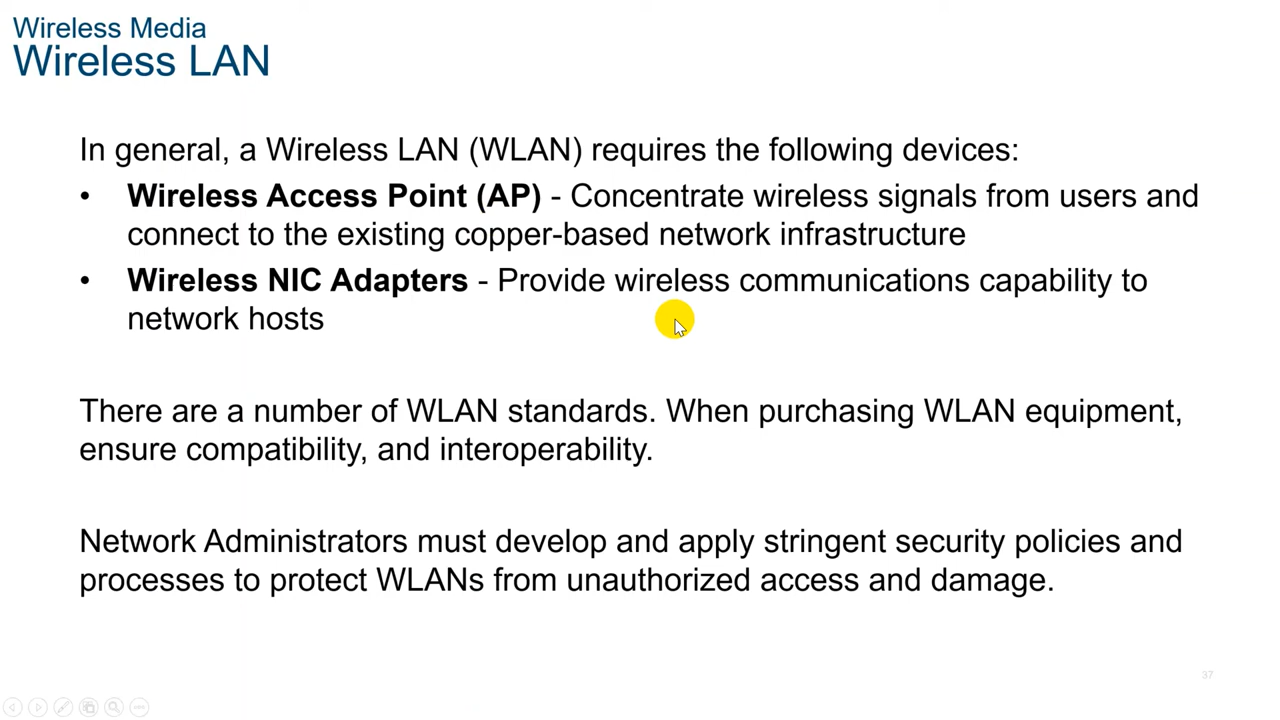 Wireless Media
Wireless LAN
In general, a Wireless LAN (WLAN) requires the following devices:
• Wireless Access Point (AP) - Concentrate wireless signals from users and
connect to the existing copper-based network infrastructure
• Wireless NIC Adapters - Provide wireless communications capability to
network hosts
There are a number of WLAN standards. When purchasing WLAN equipment,
ensure compatibility, and interoperability.
Network Administrators must develop and apply stringent security policies and
processes to protect WLANs from unauthorized access and damage.
37